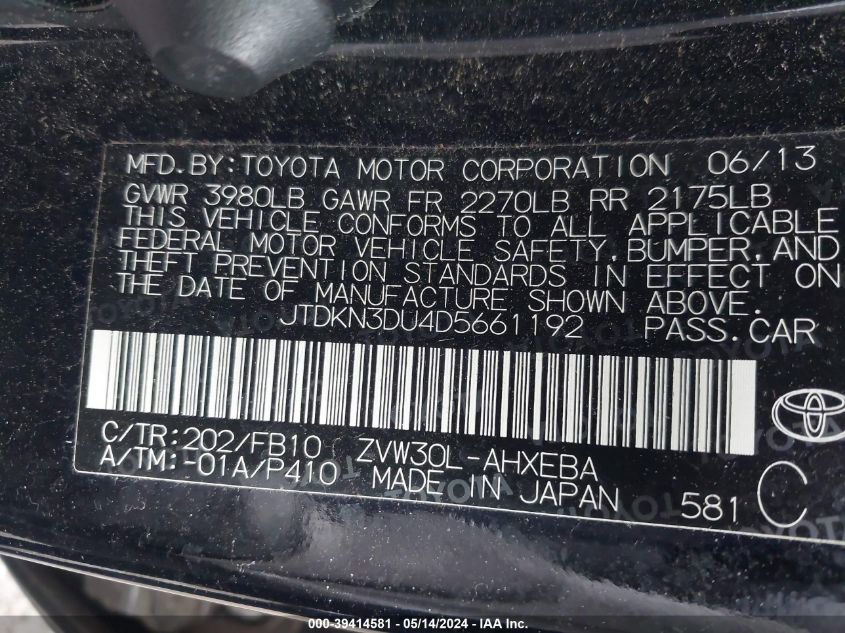 MFD.BY:TOYOTA MOTOR CORPORATION 06/13
GVWR 3980LB GAWR FR 2270LB RR 2175LB
THIS VEHICLE CONFORMS TO ALL APPLICABLE
FEDERAL MOTOR VEHICLE SAFETY,BUMPER,AND
THEFT PREVENTION STANDARDS IN EFFECT ON
THE DATE OF MANUFACTURE SHOWN ABOVE.
JTDKN3DU4D5661192 PASS.CAR
C/TR:202/FB10 ZVW30L-AHXEBA
A/TM:-01A/P410 MADE IN JAPAN 581 C
000-39414581 - 05/14/2024 - IAA Inc.